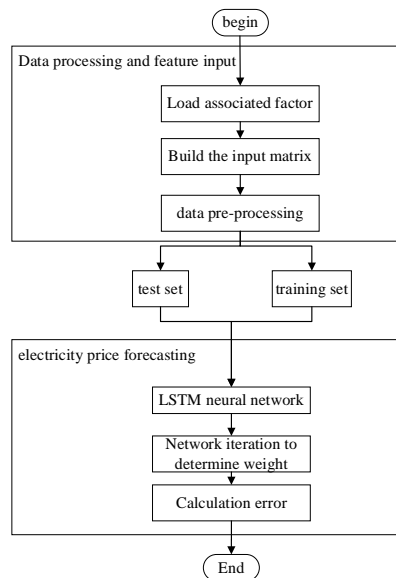 begin
Data processing and feature input
Load associated factor
Build the input matrix
data pre-processing
test set
training set
electricity price forecasting
LSTM neural network
Network iteration to
determine weight
Calculation error
End